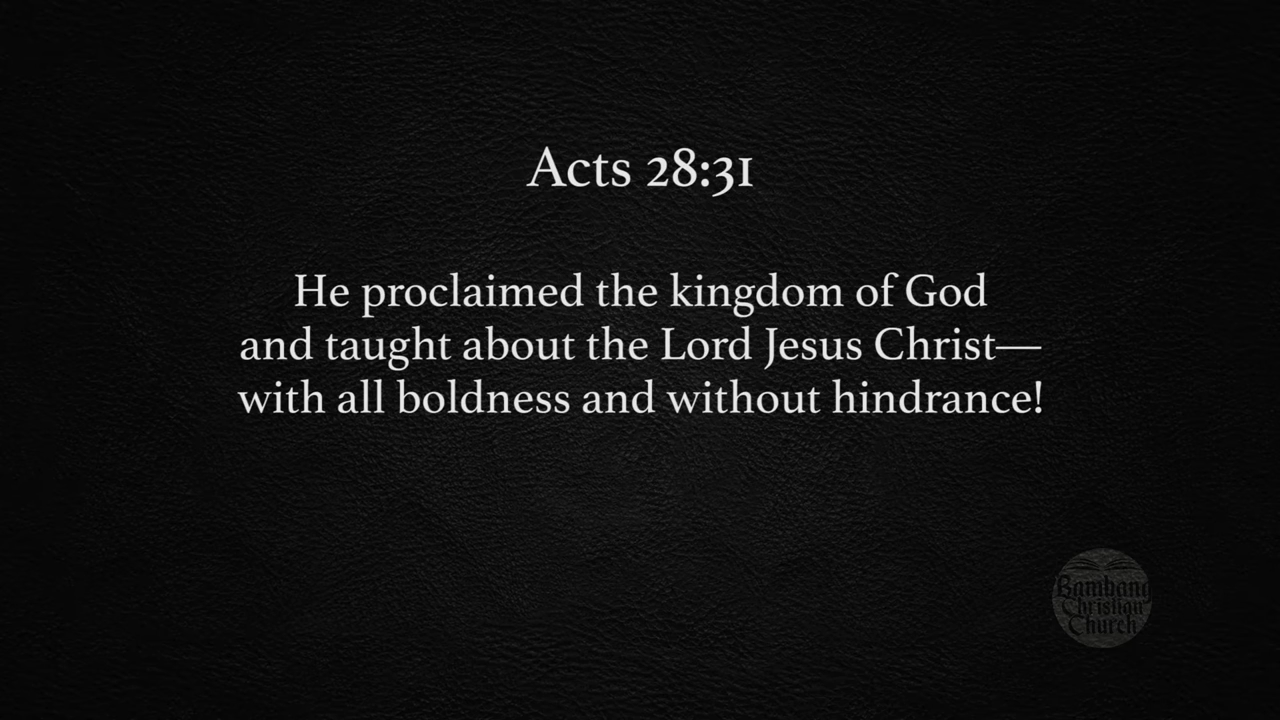 Acts 28:31
He proclaimed the kingdom of God
and taught about the Lord Jesus Christ—
with all boldness and without hindrance!
Bambang
Christian
Church